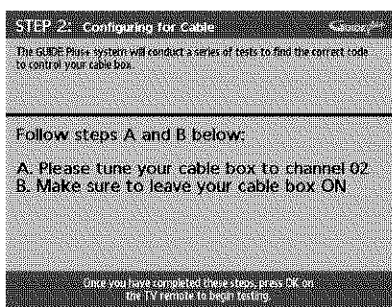 STEP 2: Configuring for Cable
The GUIDE Plus+ system will conduct a series of tests to find the correct code
to control your cable box.
Follow steps A and B below:
A. Please tune your cable box to channel 02
B. Make sure to leave your cable box ON
Once you have completed these steps, press OK on
the TV remote to begin testing.